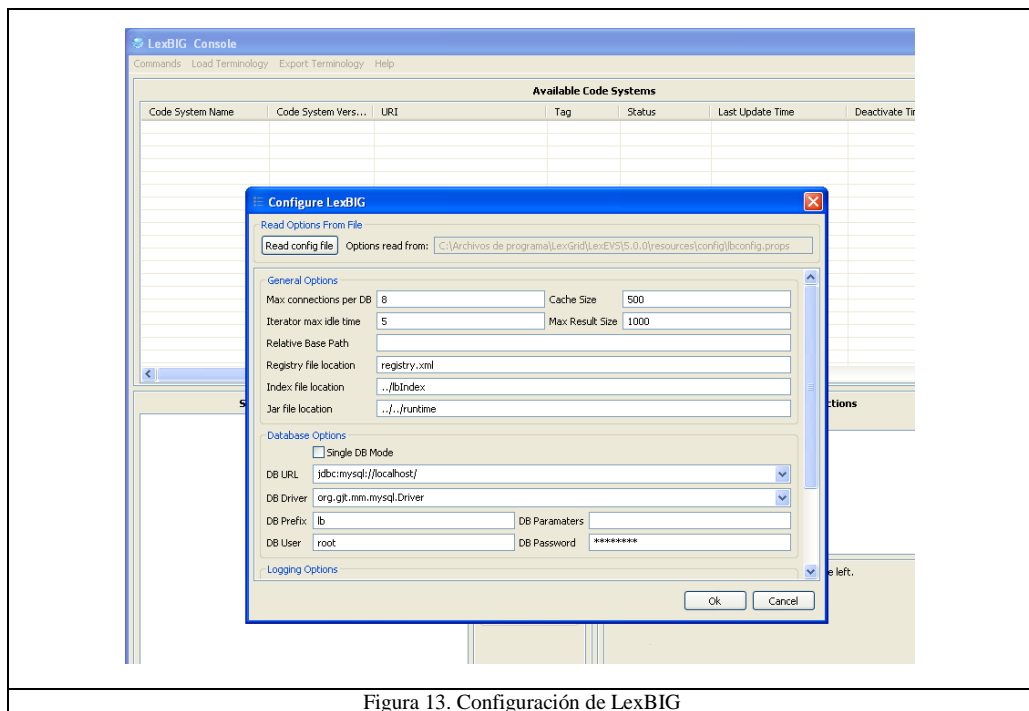 LexBIG Console
Commands Load Terminology Export Terminology Help
Available Code Systems
Code System Name Code System Vers... URI Tag Status Last Update Time Deactivate Ti
Configure LexBIG
Read Options From File
Read config file Options read from: C:\Archivos de programa\LexGrid\LexEVS\5.0.0\resources\config\lbconfig.props
General Options
Max connections per DB 8 Cache Size 500
Iterator max idle time 5 Max Result Size 1000
Relative Base Path
Registry file location registry.xml
Index file location ../lbIndex
Jar file location ../../runtime
S ctions
Database Options
Single DB Mode
DB URL jdbc:mysql://localhost/
DB Driver org.gjt.mm.mysql.Driver
DB Prefix lb DB Paramaters
DB User root DB Password ********
Logging Options
e left.
Ok Cancel
Figura 13. Configuración de LexBIG